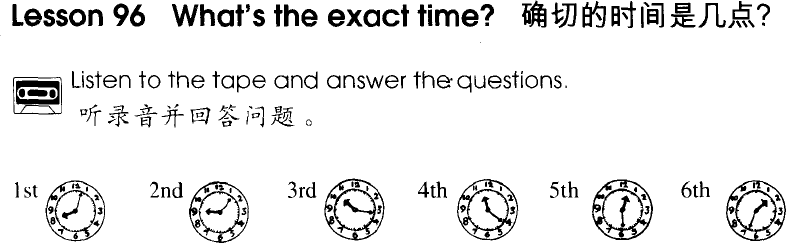 Lesson 96 What's the exact time? 确切的时间是几点?
Listen to the tape and answer the questions.
听录音并回答问题。
1st 2nd 3rd 4th 5th 6th